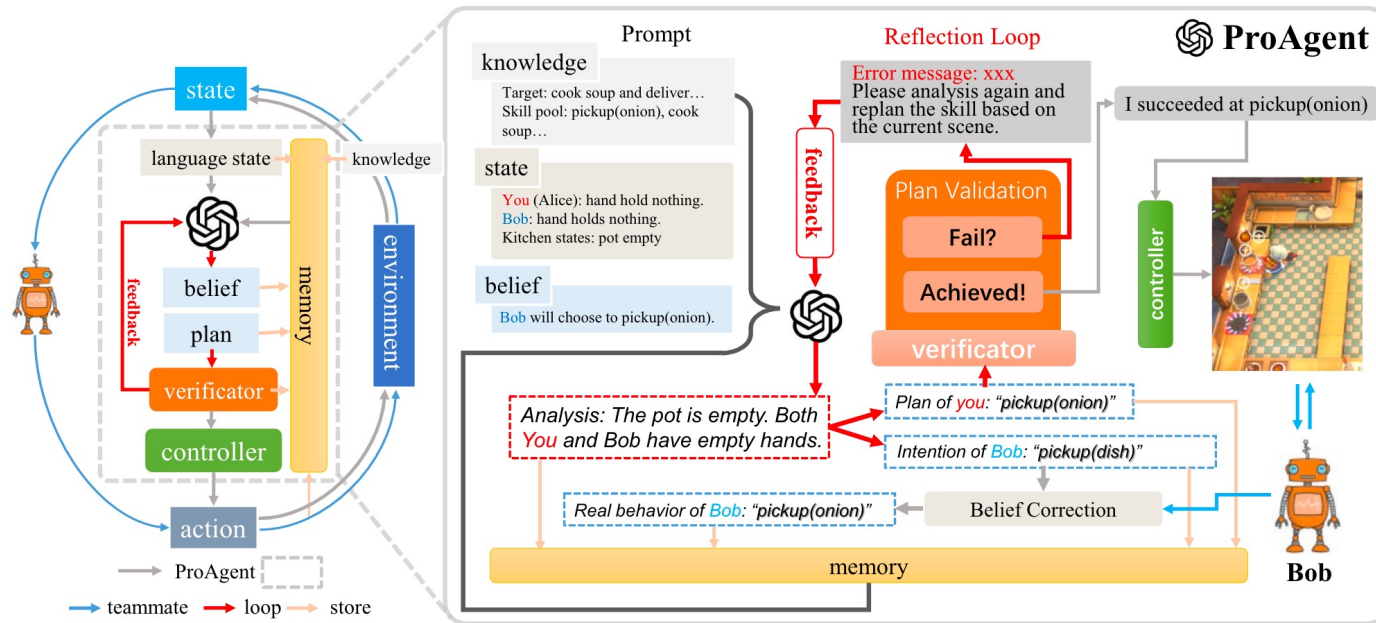 state
language state
knowledge
feedback
belief
plan
verificator
controller
memory
environment
action
ProAgent
teammate
loop
store
Prompt
knowledge
Target: cook soup and deliver…
Skill pool: pickup(onion), cook
soup…
state
You (Alice): hand hold nothing.
Bob: hand holds nothing.
Kitchen states: pot empty
belief
Bob will choose to pickup(onion).
Reflection Loop
Error message: xxx
Please analysis again and
replan the skill based on
the current scene.
feedback
Plan Validation
Fail?
Achieved!
verificator
ProAgent
I succeeded at pickup(onion)
controller
Analysis: The pot is empty. Both
You and Bob have empty hands.
Plan of you: “pickup(onion)”
Intention of Bob: “pickup(dish)”
Real behavior of Bob: “pickup(onion)”
Belief Correction
memory
Bob